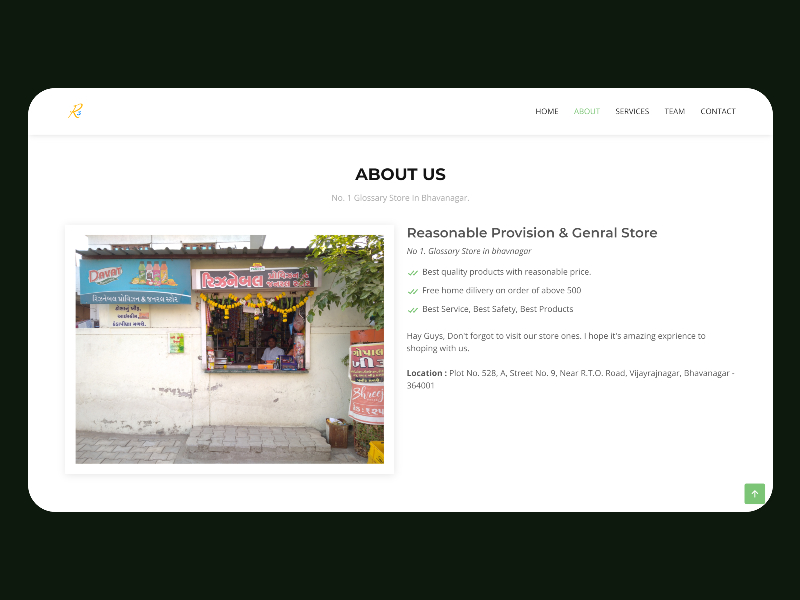 HOME ABOUT SERVICES TEAM CONTACT
ABOUT US
No. 1 Glossary Store in Bhavanagar.
Davat
રિઝનેબલ પ્રોવિઝન & જનરલ સ્ટોર
રિઝનેબલ પ્રોવિઝન & જનરલ સ્ટોર
Reasonable Provision & Genral Store
No 1. Glossary Store in bhavnagar
Best quality products with reasonable price.
Free home dilivery on order of above 500
Best Service, Best Safety, Best Products
Hay Guys, Don't forgot to visit our store ones. I hope it's amazing exprience to
shoping with us.
Location : Plot No. 528, A, Street No. 9, Near R.T.O. Road, Vijayrajnagar, Bhavanagar -
364001